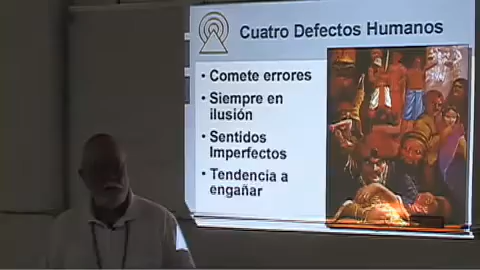 Cuatro Defectos Humanos
• Comete errores
• Siempre en
ilusión
• Sentidos
Imperfectos
• Tendencia a
engañar